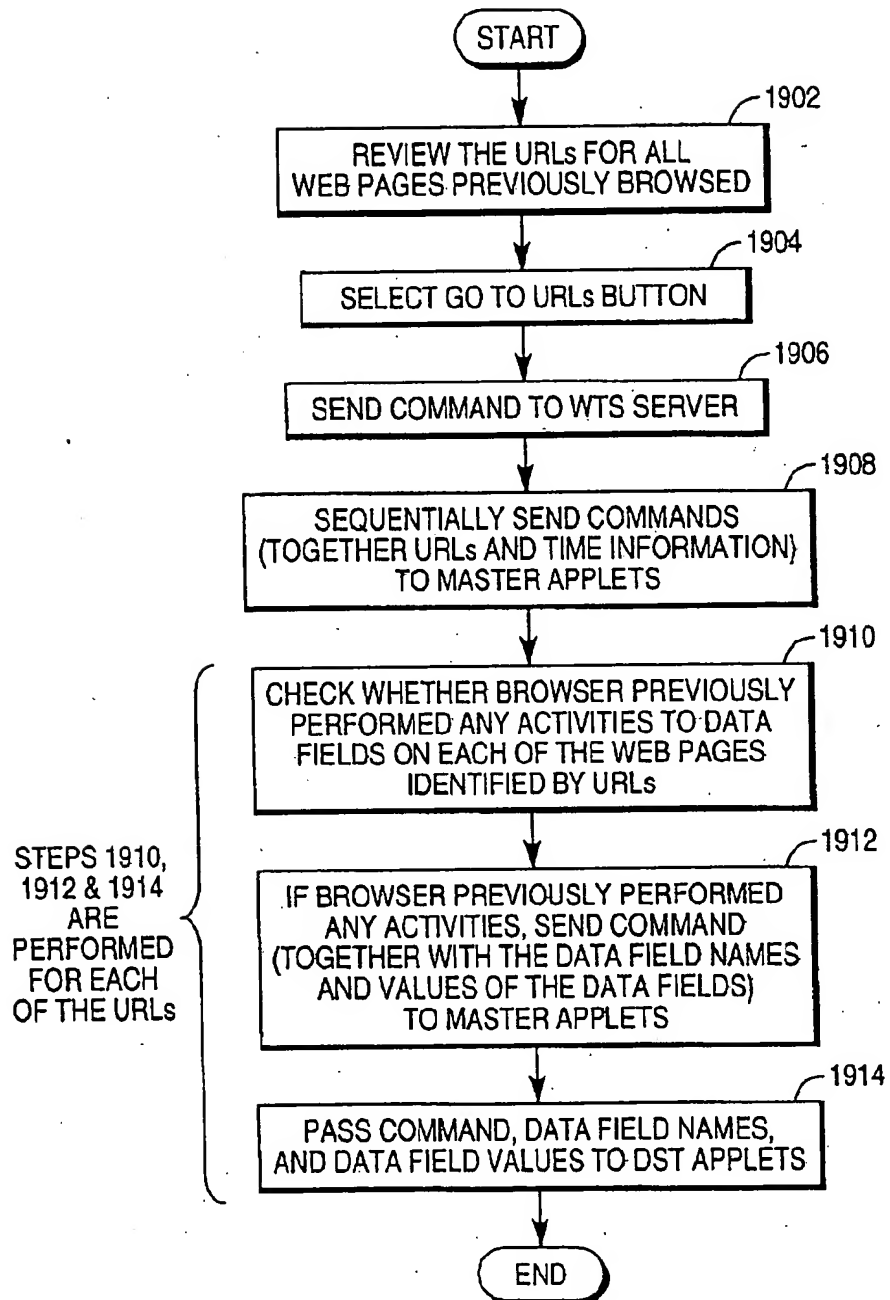 START
1902
REVIEW THE URLs FOR ALL
WEB PAGES PREVIOUSLY BROWSED
1904
SELECT GO TO URLs BUTTON
1906
SEND COMMAND TO WTS SERVER
1908
SEQUENTIALLY SEND COMMANDS
(TOGETHER URLs AND TIME INFORMATION}
TO MASTER APPLETS
1910
CHECK WHETHER BROWSER PREVIOUSLY
PERFORMED ANY ACTIVITIES TO DATA
FIELDS ON EACH OF THE WEB PAGES
IDENTIFIED BY URLs
STEPS 1910,
1912 & 1914
ARE
PERFORMED
FOR EACH
OF THE URLs
1912
IF BROWSER PREVIOUSLY PERFORMED
ANY ACTIVITIES, SEND COMMAND
(TOGETHER WITH THE DATA FIELD NAMES
AND VALUES OF THE DATA FIELDS)
TO MASTER APPLETS
1914
PASS COMMAND, DATA FIELD NAMES,
AND DATA FIELD VALUES TO DST APPLETS
END